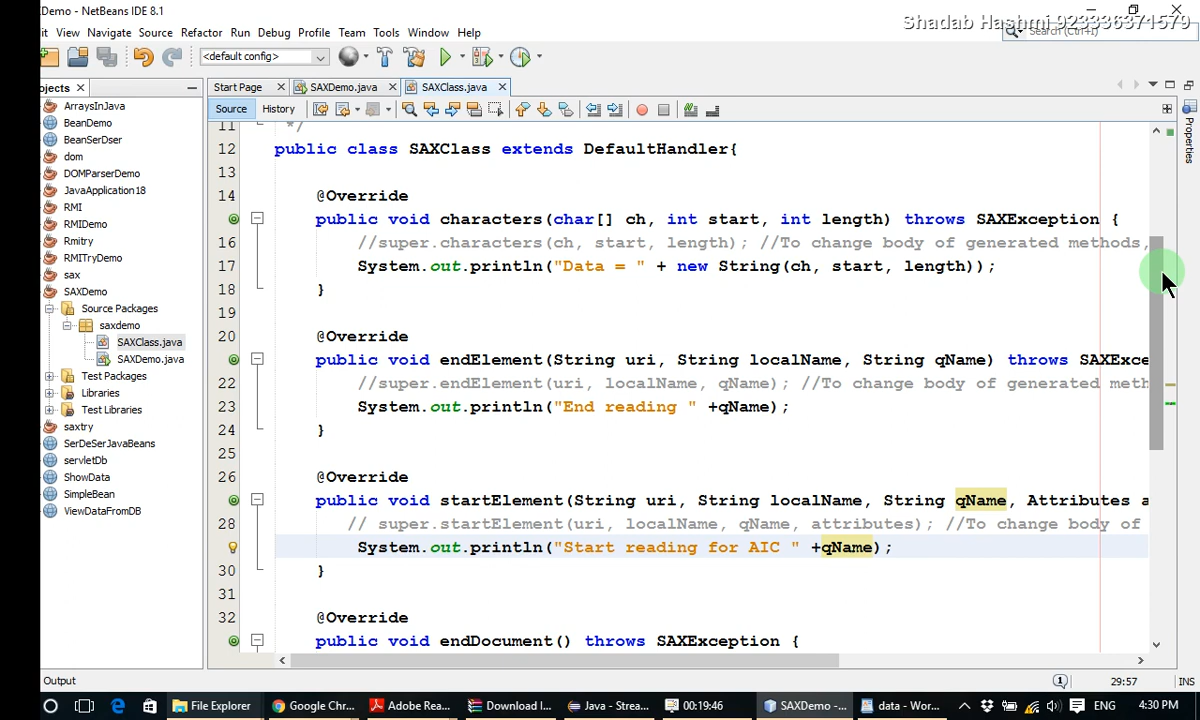 Demo - NetBeans IDE 8.1
Shadab Hashmi 923336371579
it View Navigate Source Refactor Run Debug Profile Team Tools Window Help
Search (Ctrl+I)
<default config>
ojects
Start Page
SAXDemo.java
SAXClass.java
Source History
ArraysInJava
BeanDemo
BeanSerDser
dom
DOMParserDemo
JavaApplication18
RMI
RMIDemo
Rmitry
RMITryDemo
sax
SAXDemo
Source Packages
saxdemo
SAXClass.java
SAXDemo.java
Test Packages
Libraries
Test Libraries
saxtry
SerDeSerJavaBeans
servletDb
ShowData
SimpleBean
ViewDataFromDB
11 */
12 public class SAXClass extends DefaultHandler{
13
14 @Override
public void characters(char[] ch, int start, int length) throws SAXException {
16 //super.characters(ch, start, length); //To change body of generated methods,
17 System.out.println("Data = " + new String(ch, start, length));
18 }
19
20 @Override
public void endElement(String uri, String localName, String qName) throws SAXExce
22 //super.endElement(uri, localName, qName); //To change body of generated meth
23 System.out.println("End reading " +qName);
24 }
25
26 @Override
public void startElement(String uri, String localName, String qName, Attributes a
28 // super.startElement(uri, localName, qName, attributes); //To change body of
System.out.println("Start reading for AIC " +qName);
30 }
31
32 @Override
public void endDocument() throws SAXException {
Properties
Output
1
29:57
INS
File Explorer
Google Chr...
Adobe Rea...
Download I...
Java - Strea...
00:19:46
SAXDemo -...
data - Wor...
ENG
4:30 PM